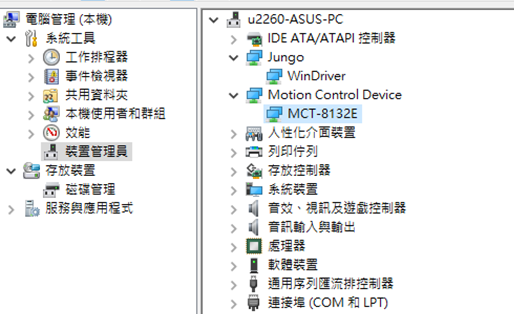 電腦管理 (本機)
系統工具
工作排程器
事件檢視器
共用資料夾
本機使用者和群組
效能
裝置管理員
存放裝置
磁碟管理
服務與應用程式
u2260-ASUS-PC
IDE ATA/ATAPI 控制器
Jungo
WinDriver
Motion Control Device
MCT-8132E
人性化介面裝置
列印佇列
存放控制器
系統裝置
音效、視訊及遊戲控制器
音訊輸入與輸出
處理器
軟體裝置
通用序列匯流排控制器
連接埠 (COM 和 LPT)